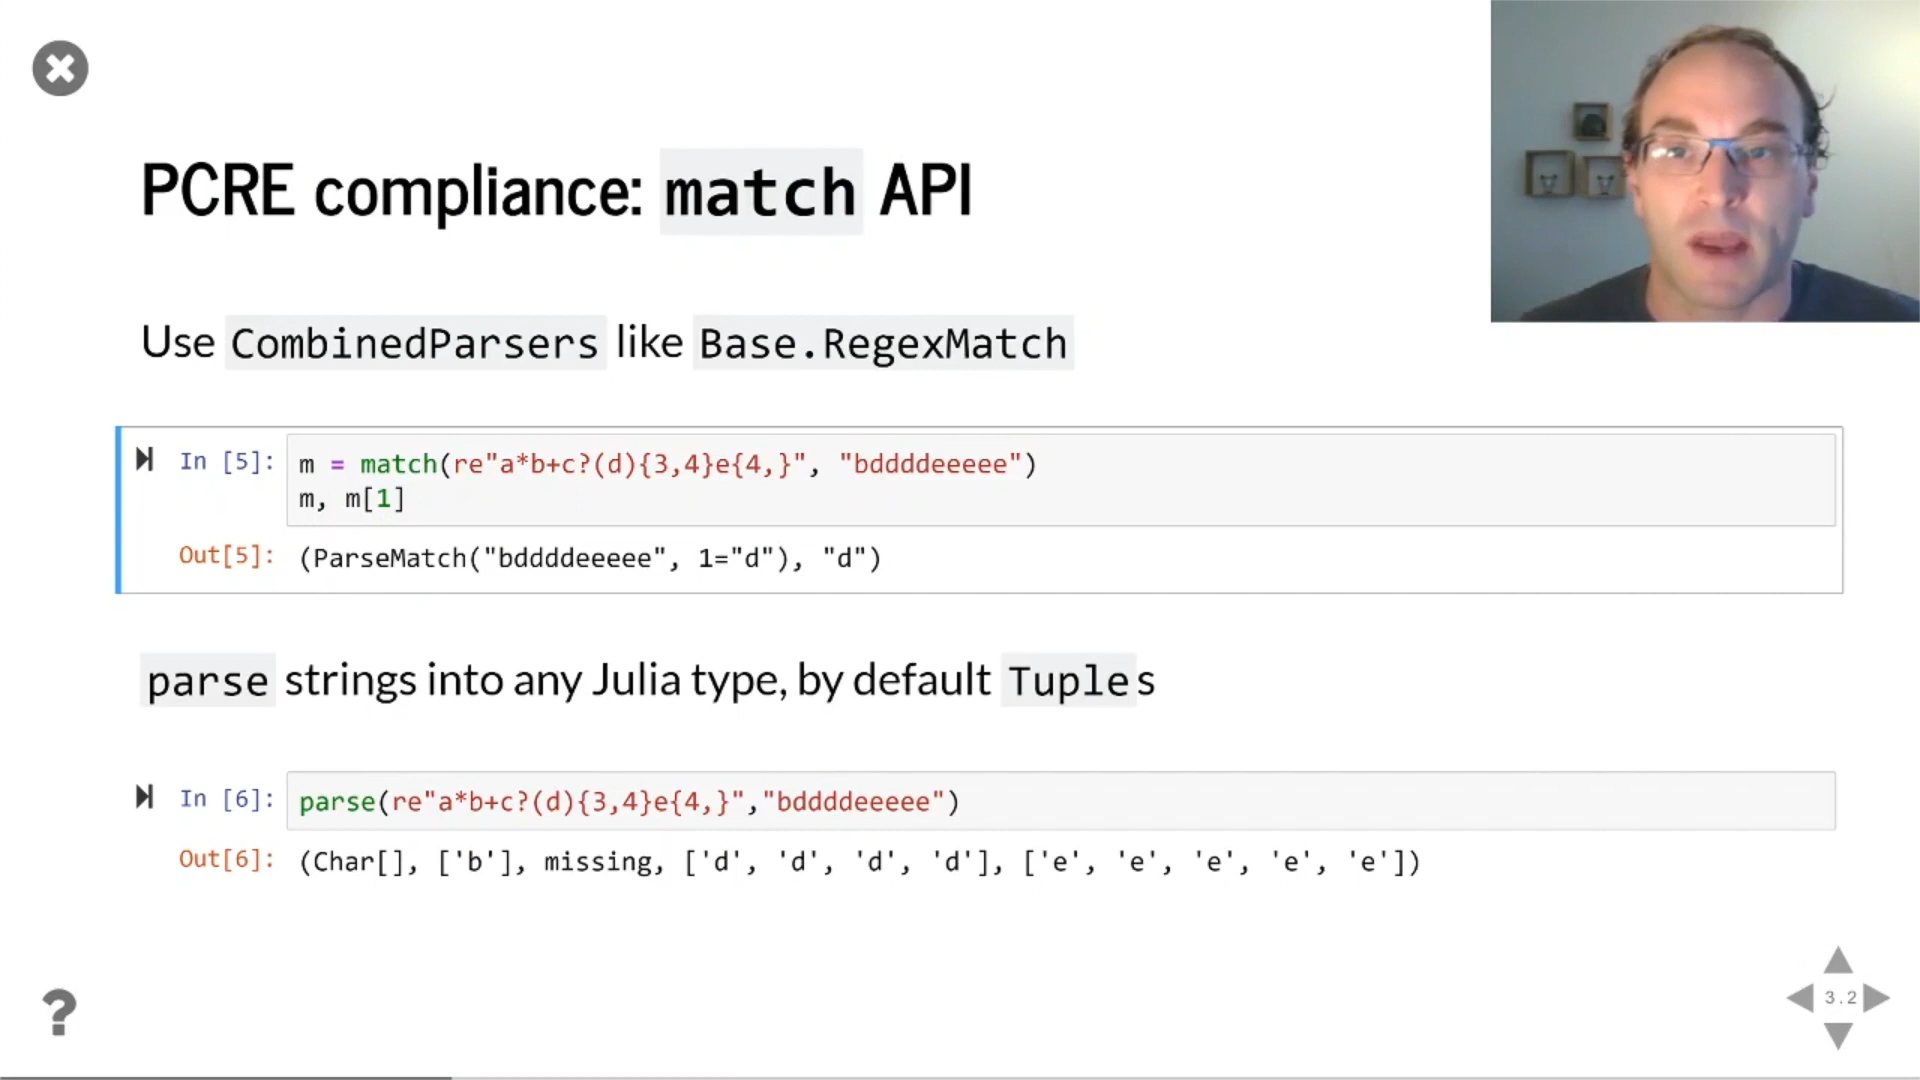 PCRE compliance: match API
Use CombinedParsers like Base.RegexMatch
In [5]: m = match(re"a*b+c?(d){3,4}e{4,}", "bddddeeeee")
m, m[1]
Out[5]: (ParseMatch("bddddeeeee", 1="d"), "d")
parse strings into any Julia type, by default Tuples
In [6]: parse(re"a*b+c?(d){3,4}e{4,}","bddddeeeee")
Out[6]: (Char[], ['b'], missing, ['d', 'd', 'd', 'd'], ['e', 'e', 'e', 'e', 'e'])
?
3.2